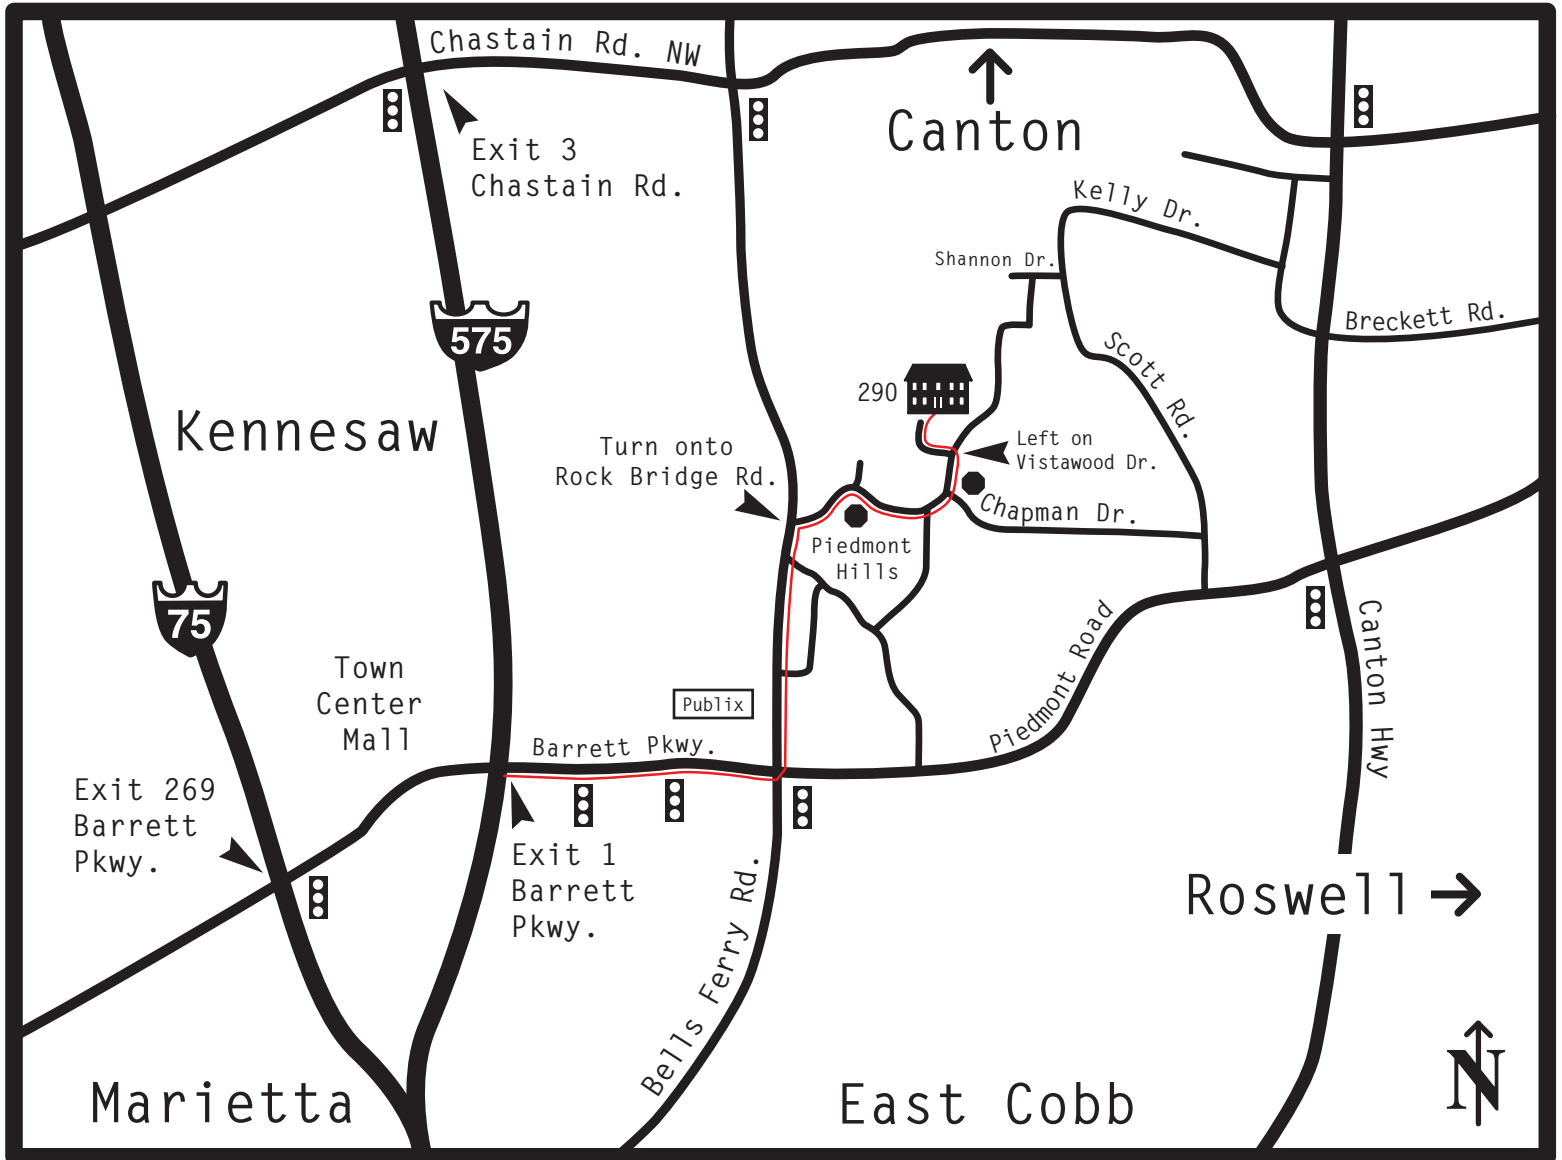 Chastain Rd. NW
Exit 3
Chastain Rd.
Canton
Kelly Dr.
Shannon Dr.
575
Breckett Rd.
Scott Rd.
290
Kennesaw
Turn onto
Rock Bridge Rd.
Left on
Vistawood Dr.
Chapman Dr.
Piedmont
Hills
75
Town
Center
Mall
Publix
Piedmont Road
Canton Hwy
Barrett Pkwy.
Exit 269
Barrett
Pkwy.
Exit 1
Barrett
Pkwy.
Bells Ferry Rd.
Roswell
Marietta
East Cobb
N